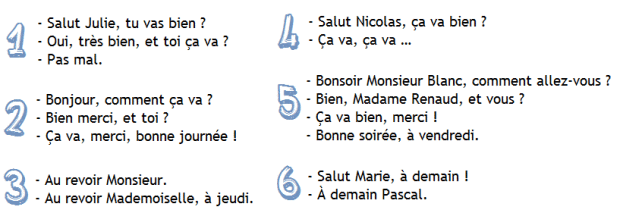 1
- Salut Julie, tu vas bien ?
- Oui, très bien, et toi ça va ?
- Pas mal.
2
- Bonjour, comment ça va ?
- Bien merci, et toi ?
- Ça va, merci, bonne journée !
3
- Au revoir Monsieur.
- Au revoir Mademoiselle, à jeudi.
4
- Salut Nicolas, ça va bien ?
- Ça va, ça va ...
5
- Bonsoir Monsieur Blanc, comment allez-vous ?
- Bien, Madame Renaud, et vous ?
- Ça va bien, merci !
- Bonne soirée, à vendredi.
6
- Salut Marie, à demain !
- À demain Pascal.